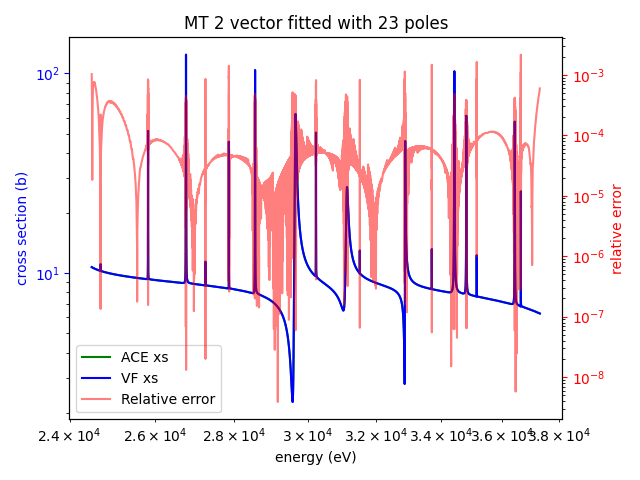 MT 2 vector fitted with 23 poles
10²
10¹
cross section (b)
10⁻³
10⁻⁴
10⁻⁵
10⁻⁶
10⁻⁷
10⁻⁸
relative error
ACE xs
VF xs
Relative error
2.4 × 10⁴ 2.6 × 10⁴ 2.8 × 10⁴ 3 × 10⁴ 3.2 × 10⁴ 3.4 × 10⁴ 3.6 × 10⁴ 3.8 × 10⁴
energy (eV)